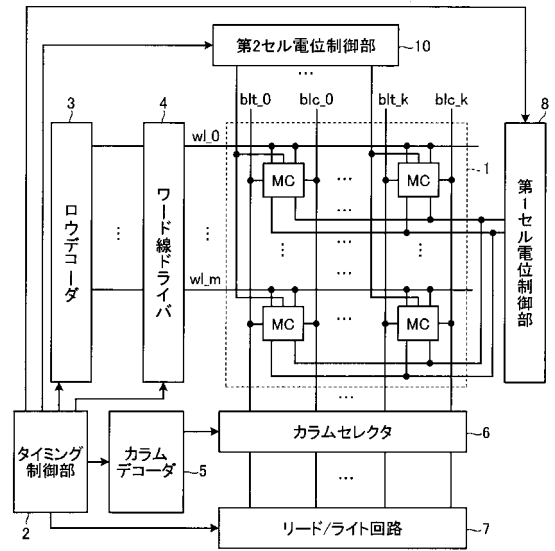 第2セル電位制御部
10
8
3
4
blt_0
blc_0
blt_k
blc_k
…
wl_0
MC
…
MC
1
ロウデコーダ
ワード線ドライバ
第1セル電位制御部
…
…
…
…
…
wl_m
MC
…
MC
…
…
タイミング
制御部
2
カラム
デコーダ
5
カラムセレクタ
6
…
…
リード/ライト回路
7